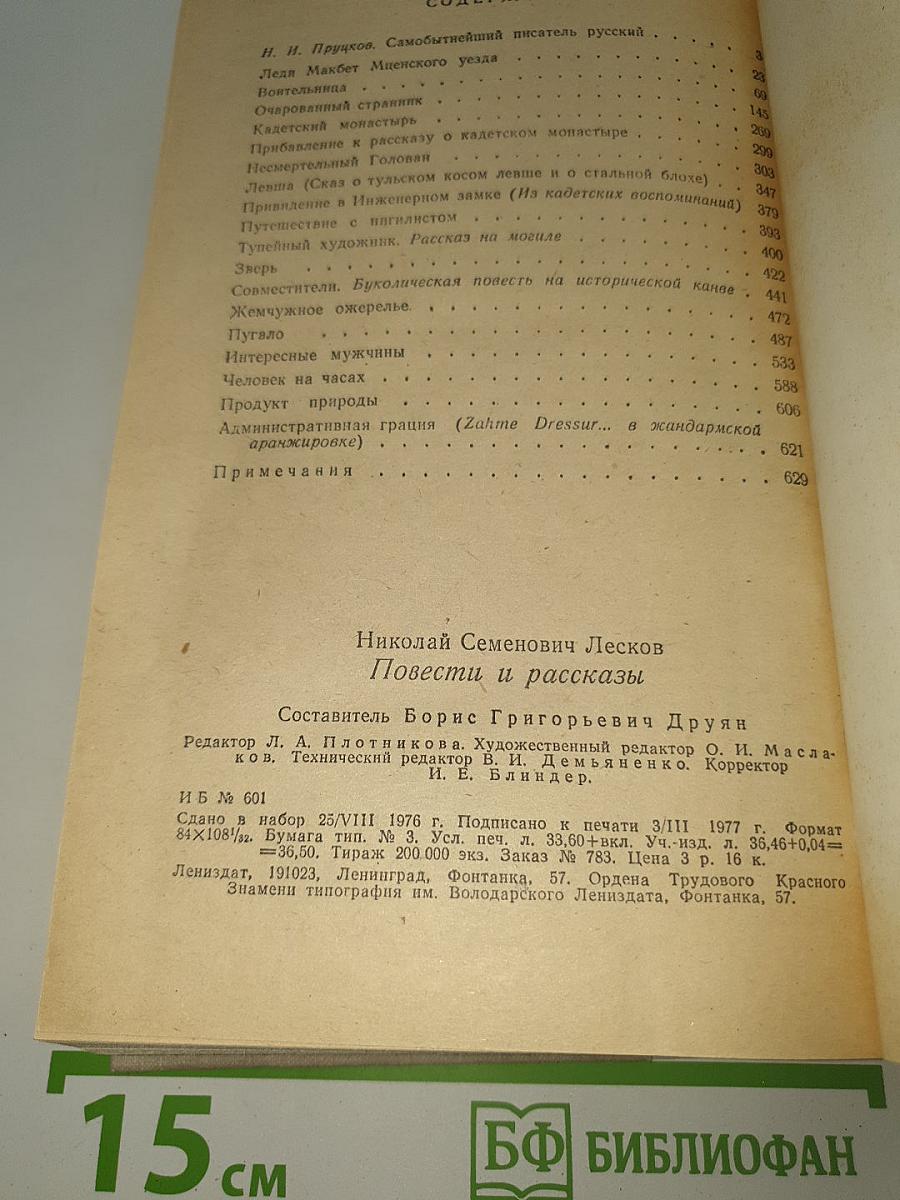 СОДЕРЖ
Н. И. Пруцков. Самобытнейший писатель русский . . . . 3
Леди Макбет Мценского уезда . . . . . . . . . 23
Воительница . . . . . . . . . . . . . . . 69
Очарованный странник . . . . . . . . . . . . 145
Кадетский монастырь . . . . . . . . . . . . 269
Прибавление к рассказу о кадетском монастыре . . . . . 299
Несмертельный Голован . . . . . . . . . . . 303
Левша (Сказ о тульском косом левше и о стальной блохе) . . 347
Привидение в Инженерном замке (Из кадетских воспоминаний) 379
Путешествие с нигилистом . . . . . . . . . . 393
Тупейный художник. Рассказ на могиле . . . . . . . 400
Зверь . . . . . . . . . . . . . . . . . 422
Совместители. Буколическая повесть на исторической канве . 441
Жемчужное ожерелье . . . . . . . . . . . . 472
Пугало . . . . . . . . . . . . . . . . 487
Интересные мужчины . . . . . . . . . . . . 533
Человек на часах . . . . . . . . . . . . . 588
Продукт природы . . . . . . . . . . . . . 606
Административная грация (Zahme Dressur... в жандармской
аранжировке) . . . . . . . . . . . . . . 621
Примечания . . . . . . . . . . . . . . 629
Николай Семенович Лесков
Повести и рассказы
Составитель Борис Григорьевич Друян
Редактор Л. А. Плотникова. Художественный редактор О. И. Масла-
ков. Технический редактор В. И. Демьяненко. Корректор
И. Е. Блиндер.
ИБ № 601
Сдано в набор 25/VIII 1976 г. Подписано к печати 3/III 1977 г. Формат
84×108¹/₃₂. Бумага тип. № 3. Усл. печ. л. 33,60+вкл. Уч.-изд. л. 36,46+0,04=
=36,50. Тираж 200 000 экз. Заказ № 783. Цена 3 р. 16 к.
Лениздат, 191023, Ленинград, Фонтанка, 57. Ордена Трудового Красного
Знамени типография им. Володарского Лениздата, Фонтанка, 57.
15 см
БФ БИБЛИОФАН